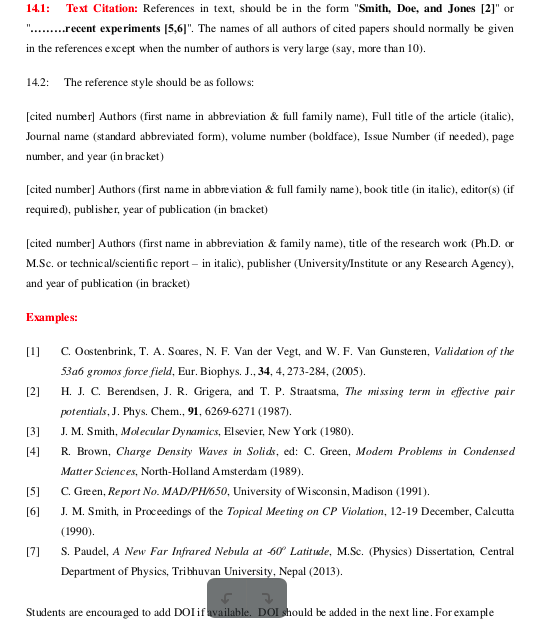 14.1: Text Citation: References in text, should be in the form "Smith, Doe, and Jones [2]" or
".........recent experiments [5,6]". The names of all authors of cited papers should normally be given
in the references except when the number of authors is very large (say, more than 10).
14.2: The reference style should be as follows:
[cited number] Authors (first name in abbreviation & full family name), Full title of the article (italic),
Journal name (standard abbreviated form), volume number (boldface), Issue Number (if needed), page
number, and year (in bracket)
[cited number] Authors (first name in abbreviation & full family name), book title (in italic), editor(s) (if
required), publisher, year of publication (in bracket)
[cited number] Authors (first name in abbreviation & family name), title of the research work (Ph.D. or
M.Sc. or technical/scientific report – in italic), publisher (University/Institute or any Research Agency),
and year of publication (in bracket)
Examples:
[1] C. Oostenbrink, T. A. Soares, N. F. Van der Vegt, and W. F. Van Gunsteren, Validation of the
53a6 gromos force field, Eur. Biophys. J., 34, 4, 273-284, (2005).
[2] H. J. C. Berendsen, J. R. Grigera, and T. P. Straatsma, The missing term in effective pair
potentials, J. Phys. Chem., 91, 6269-6271 (1987).
[3] J. M. Smith, Molecular Dynamics, Elsevier, New York (1980).
[4] R. Brown, Charge Density Waves in Solids, ed: C. Green, Modern Problems in Condensed
Matter Sciences, North-Holland Amsterdam (1989).
[5] C. Green, Report No. MAD/PH/650, University of Wisconsin, Madison (1991).
[6] J. M. Smith, in Proceedings of the Topical Meeting on CP Violation, 12-19 December, Calcutta
(1990).
[7] S. Paudel, A New Far Infrared Nebula at -60° Latitude, M.Sc. (Physics) Dissertation, Central
Department of Physics, Tribhuvan University, Nepal (2013).
Students are encouraged to add DOI if available. DOI should be added in the next line. For example